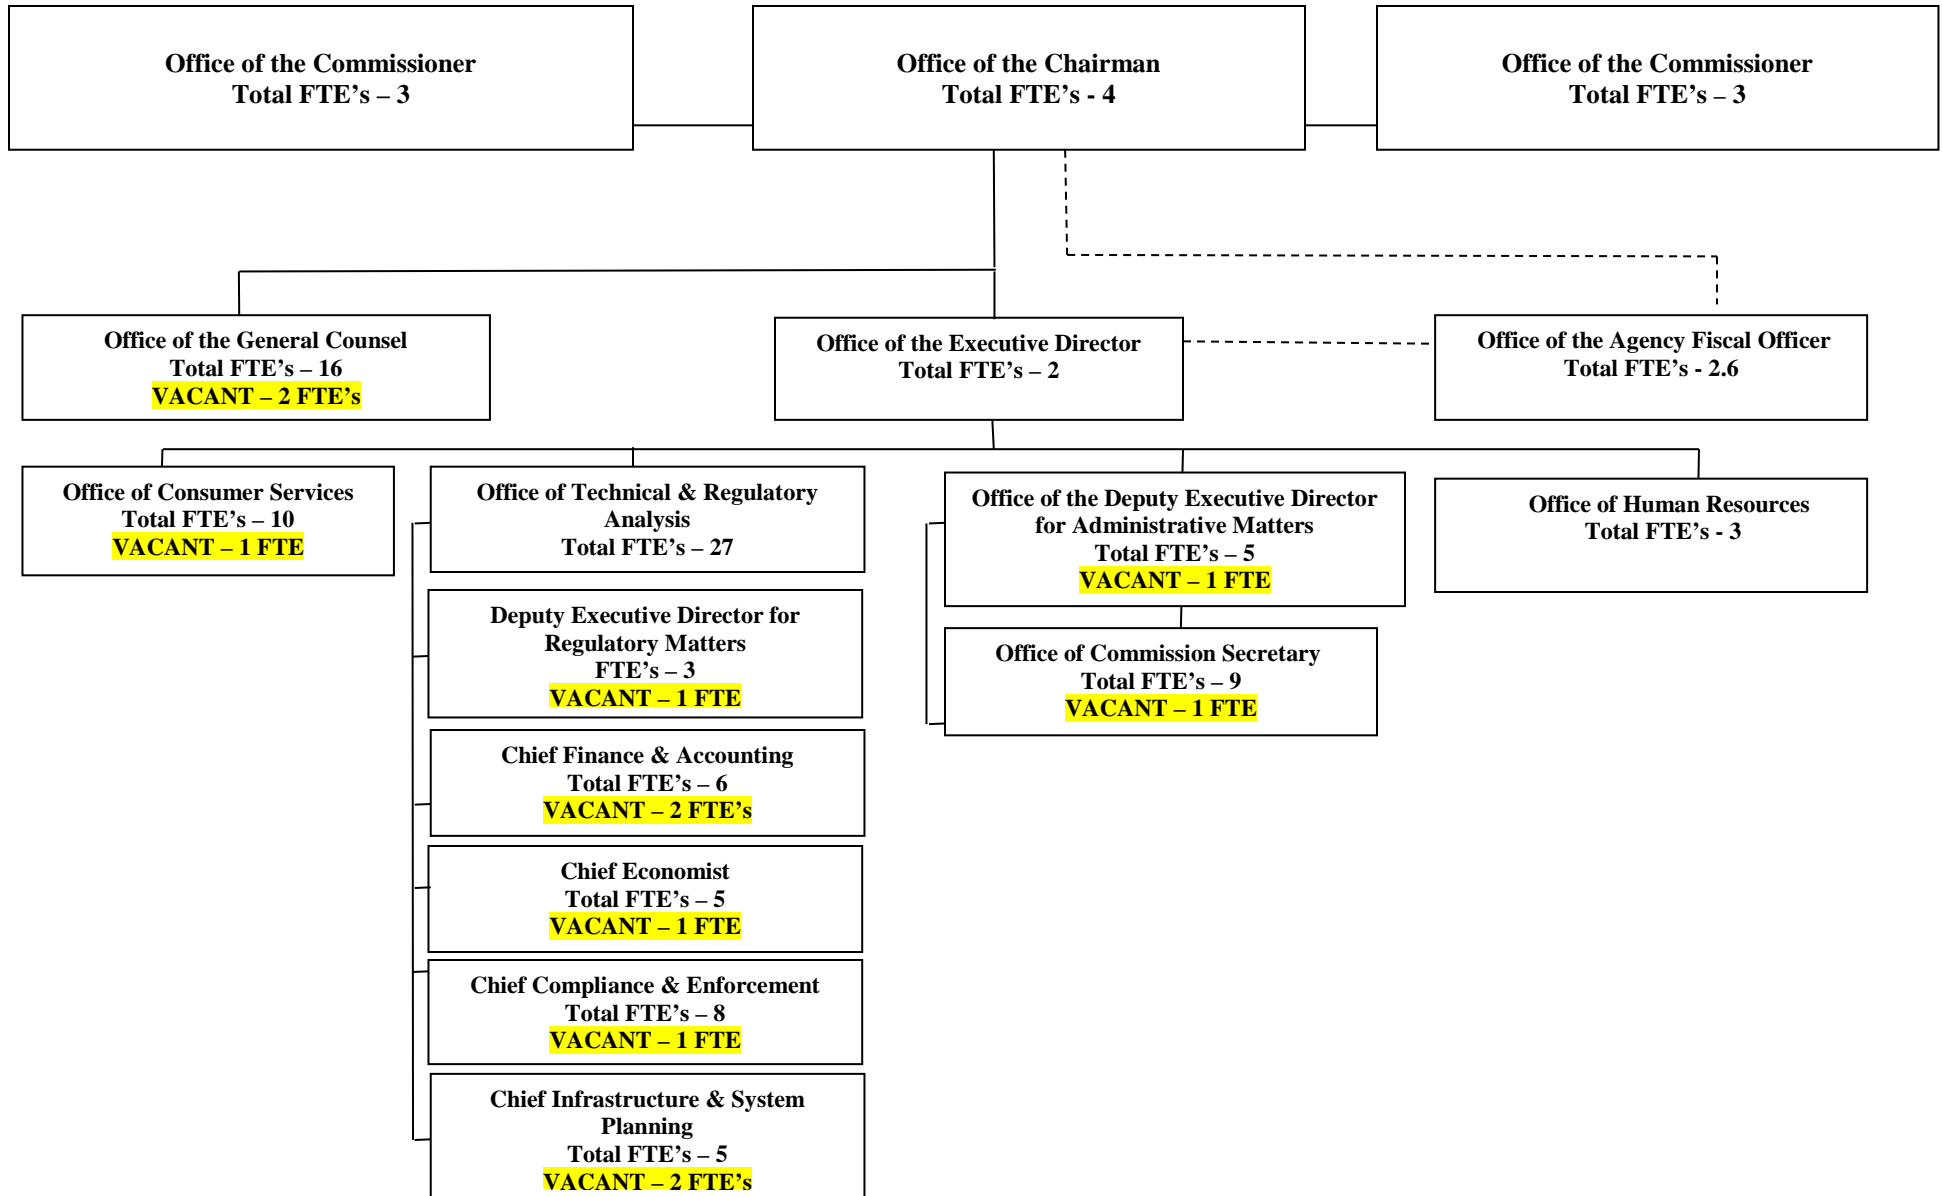 Office of the Commissioner
Total FTE’s – 3
Office of the Chairman
Total FTE's - 4
Office of the Commissioner
Total FTE’s – 3
Office of the General Counsel
Total FTE’s – 16
VACANT – 2 FTE’s
Office of the Executive Director
Total FTE’s – 2
Office of the Agency Fiscal Officer
Total FTE’s - 2.6
Office of Consumer Services
Total FTE’s – 10
VACANT – 1 FTE
Office of Technical & Regulatory
Analysis
Total FTE’s – 27
Office of the Deputy Executive Director
for Administrative Matters
Total FTE’s – 5
VACANT – 1 FTE
Office of Human Resources
Total FTE’s - 3
Deputy Executive Director for
Regulatory Matters
FTE’s – 3
VACANT – 1 FTE
Office of Commission Secretary
Total FTE’s – 9
VACANT – 1 FTE
Chief Finance & Accounting
Total FTE’s – 6
VACANT – 2 FTE’s
Chief Economist
Total FTE’s – 5
VACANT – 1 FTE
Chief Compliance & Enforcement
Total FTE’s – 8
VACANT – 1 FTE
Chief Infrastructure & System
Planning
Total FTE’s – 5
VACANT – 2 FTE’s